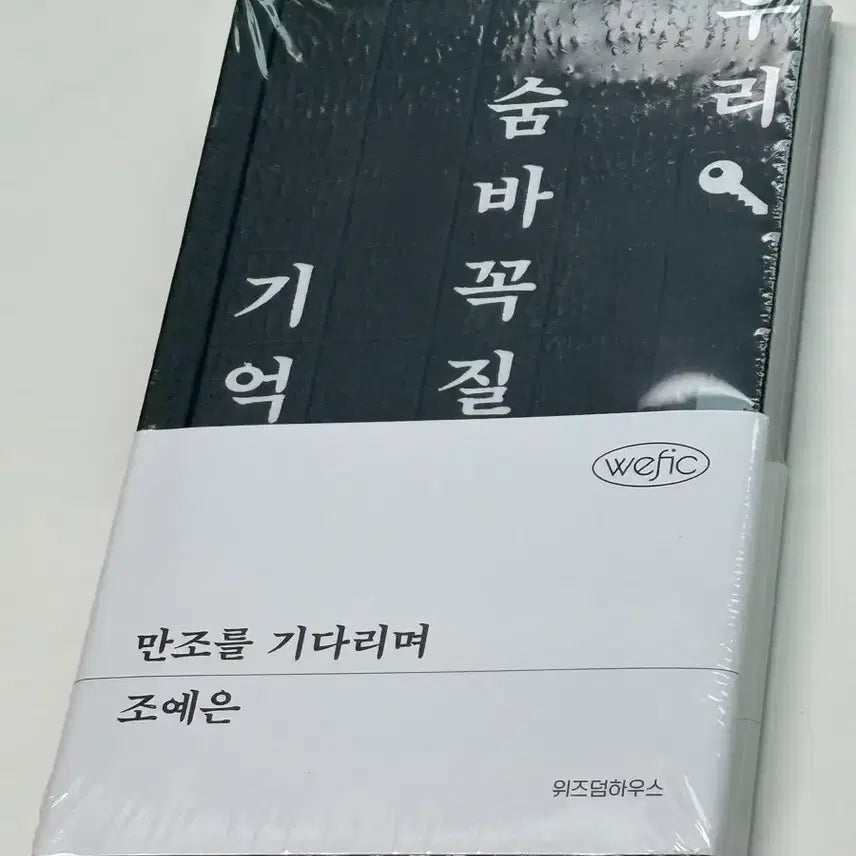 우리
숨바꼭질
기억
wefic
만조를 기다리며
조예은
위즈덤하우스